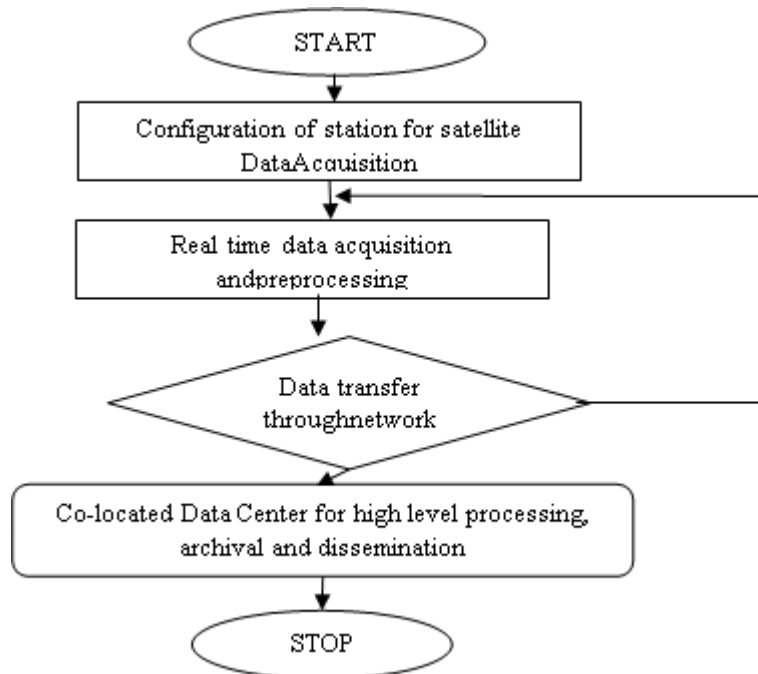 START
Configuration of station for satellite
DataAcquisition
Real time data acquisition
andpreprocessing
Data transfer
throughnetwork
Co-located Data Center for high level processing,
archival and dissemination
STOP